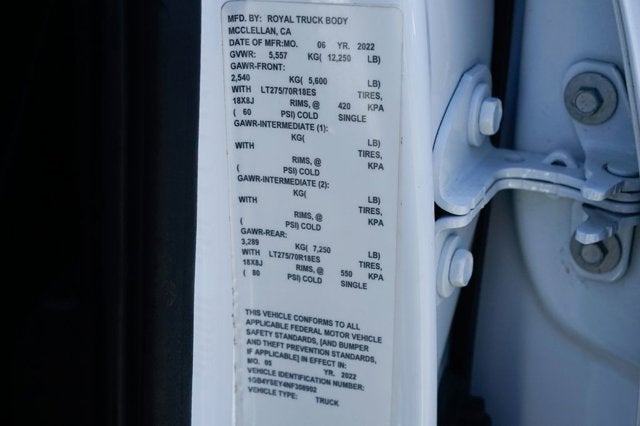 MFD. BY: ROYAL TRUCK BODY
MCCLELLAN, CA
DATE OF MFR:MO. 06 YR. 2022
GVWR: 5,557 KG( 12,250 LB)
GAWR-FRONT:
2,540 KG( 5,600 LB)
WITH LT275/70R18ES TIRES,
18X8J RIMS, @ 420 KPA
( 60 PSI) COLD SINGLE
GAWR-INTERMEDIATE (1):
KG( LB)
WITH TIRES,
RIMS, @ KPA
( PSI) COLD
GAWR-INTERMEDIATE (2):
KG( LB)
WITH TIRES,
RIMS, @ KPA
( PSI) COLD
GAWR-REAR:
3,289 KG( 7,250 LB)
WITH LT275/70R18ES TIRES,
18X8J RIMS, @ 550 KPA
( 80 PSI) COLD SINGLE
THIS VEHICLE CONFORMS TO ALL
APPLICABLE FEDERAL MOTOR VEHICLE
SAFETY STANDARDS, [AND BUMPER
AND THEFT PREVENTION STANDARDS,
IF APPLICABLE] IN EFFECT IN:
MO. 05 YR. 2022
VEHICLE IDENTIFICATION NUMBER:
1GB4YSEY4NF308902
VEHICLE TYPE: TRUCK